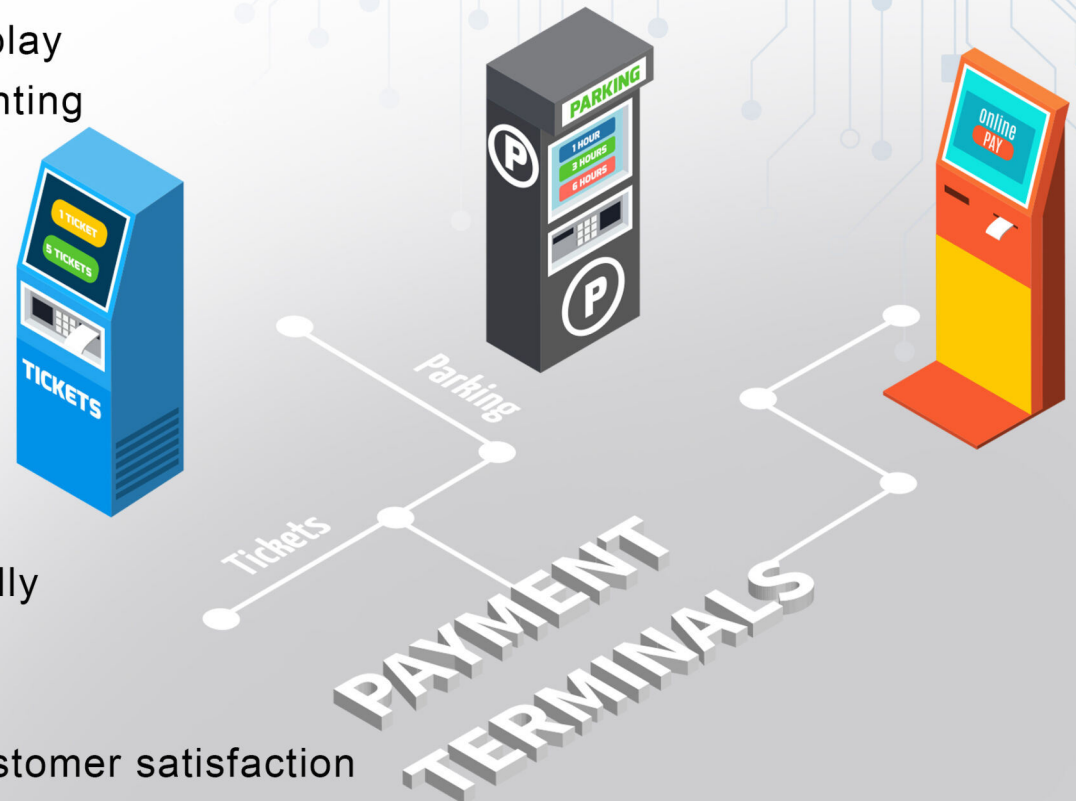 play
nting
PARKING
1 HOUR
3 HOURS
6 HOURS
P
P
online
PAY
1 TICKET
5 TICKETS
TICKETS
Parking
Tickets
lly
PAYMENT
TERMINALS
stomer satisfaction